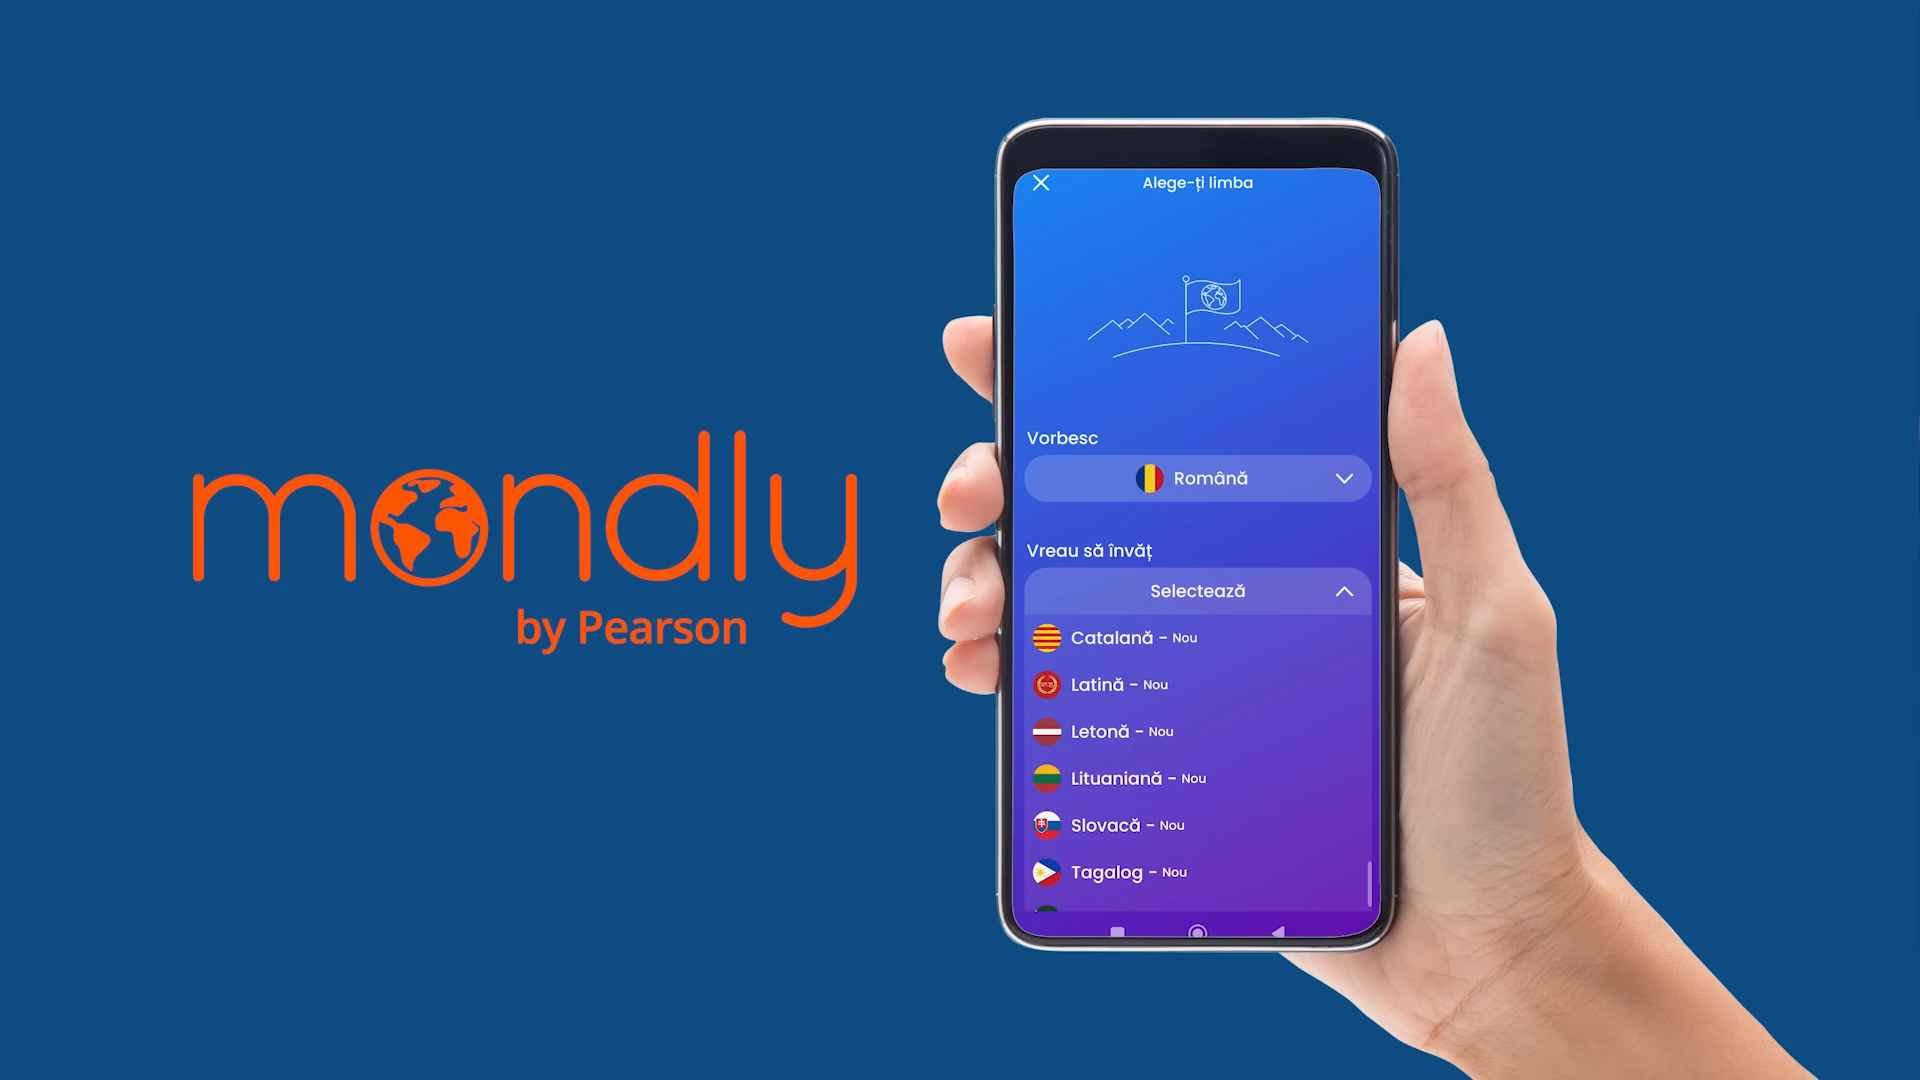 mondly
by Pearson
Alege-ți limba
Vorbesc
Română
Vreau să învăț
Selectează
Catalană - Nou
Latină - Nou
Letonă - Nou
Lituaniană - Nou
Slovacă - Nou
Tagalog - Nou